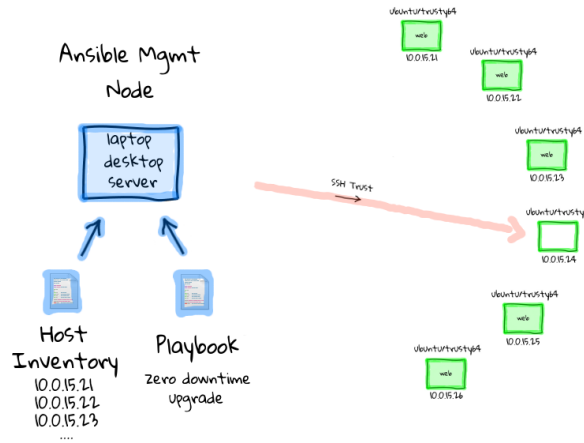 Ansible Mgmt
Node
laptop
desktop
server
Host
Inventory
10.0.15.21
10.0.15.22
10.0.15.23
....
Playbook
zero downtime
upgrade
SSH Trust
ubuntu/trusty64
web
10.0.15.21
ubuntu/trusty64
web
10.0.15.22
ubuntu/trusty64
web
10.0.15.23
ubuntu/trusty64
10.0.15.24
ubuntu/trusty64
web
10.0.15.25
ubuntu/trusty64
web
10.0.15.26